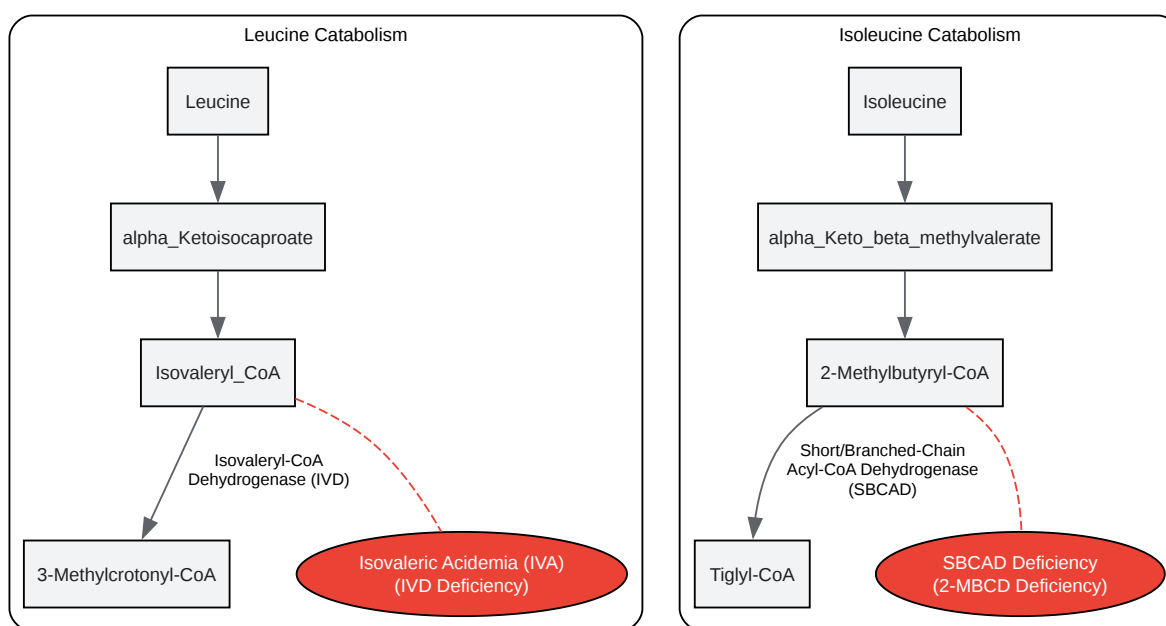 Leucine Catabolism
Leucine
alpha_Ketoisocaproate
Isovaleryl_CoA
Isovaleryl-CoA
Dehydrogenase (IVD)
3-Methylcrotonyl-CoA
Isovaleric Acidemia (IVA)
(IVD Deficiency)
Isoleucine Catabolism
Isoleucine
alpha_Keto_beta_methylvalerate
2-Methylbutyryl-CoA
Short/Branched-Chain
Acyl-CoA Dehydrogenase
(SBCAD)
Tiglyl-CoA
SBCAD Deficiency
(2-MBCD Deficiency)